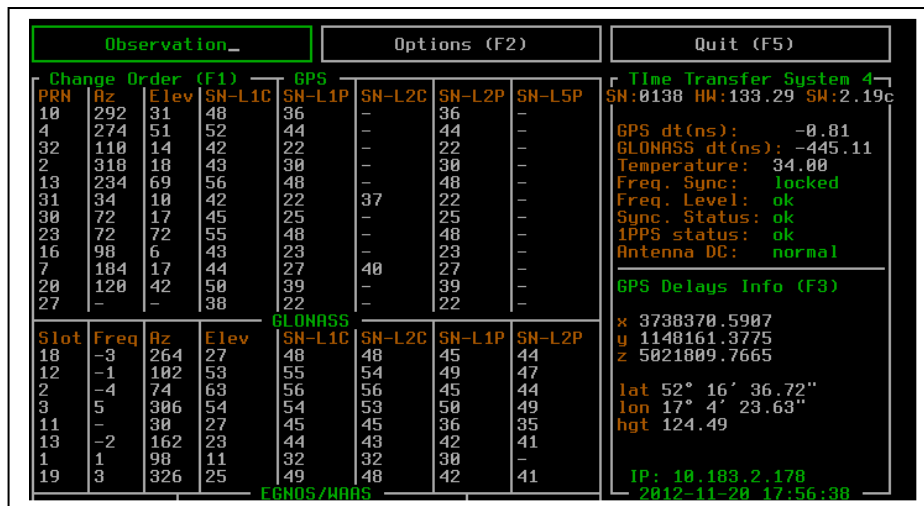 Observation_ Options (F2) Quit (F5)
Change Order (F1) GPS
PRN Az Elev SN-L1C SN-L1P SN-L2C SN-L2P SN-L5P
10 292 31 48 36 - 36 -
4 274 51 52 44 - 44 -
32 110 14 42 22 - 22 -
2 318 18 43 30 - 30 -
13 234 69 56 48 - 48 -
31 34 10 42 22 37 22 -
30 72 17 45 25 - 25 -
23 72 72 55 48 - 48 -
16 98 6 43 23 - 23 -
7 184 17 44 27 40 27 -
20 120 42 50 39 - 39 -
27 - - 38 22 - 22 -
GLONASS
Slot Freq Az Elev SN-L1C SN-L2C SN-L1P SN-L2P
18 -3 264 27 48 48 45 44
12 -1 102 53 55 54 49 47
2 -4 74 63 56 56 45 44
3 5 306 54 54 53 50 49
11 - 30 27 45 45 36 35
13 -2 162 23 44 43 42 41
1 1 98 11 32 32 30 -
19 3 326 25 49 48 42 41
EGNOS/WAAS
TIme Transfer System 4
SN:0138 HW:133.29 SW:2.19c
GPS dt(ns): -0.81
GLONASS dt(ns): -445.11
Temperature: 34.00
Freq. Sync: locked
Freq. Level: ok
Sync. Status: ok
1PPS status: ok
Antenna DC: normal
GPS Delays Info (F3)
x 3738370.5907
y 1148161.3775
z 5021809.7665
lat 52° 16′ 36.72"
lon 17° 4′ 23.63"
hgt 124.49
IP: 10.183.2.178
2012-11-20 17:56:38